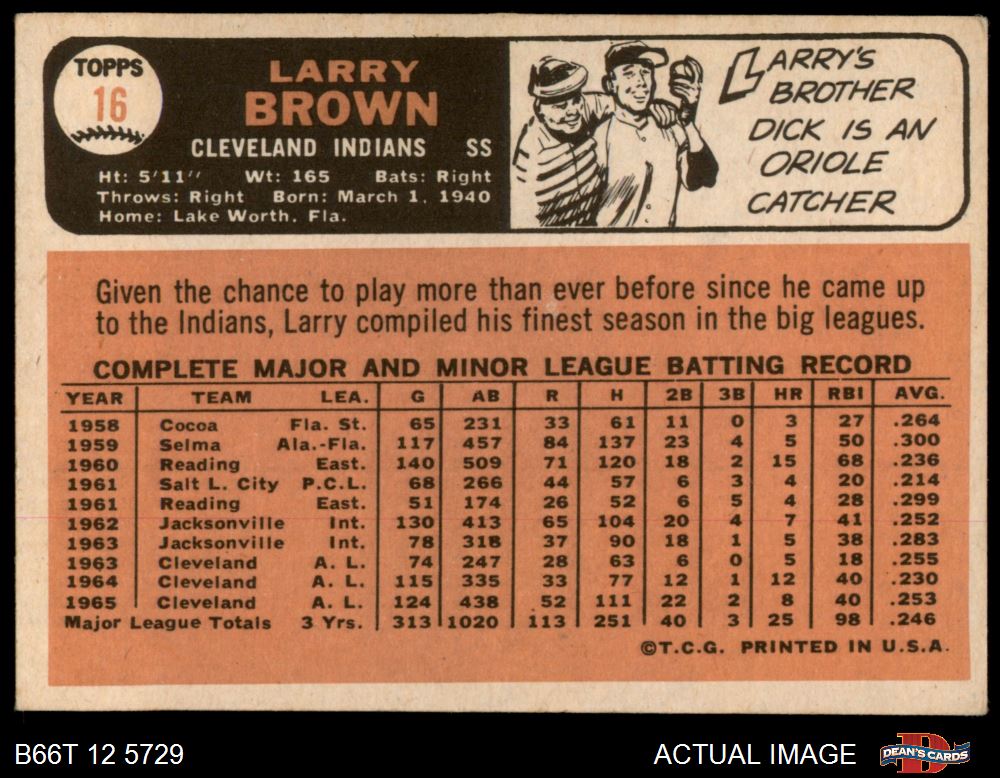 TOPPS
16
LARRY
BROWN
CLEVELAND INDIANS SS
Ht: 5'11" Wt: 165 Bats: Right
Throws: Right Born: March 1, 1940
Home: Lake Worth, Fla.
LARRY'S
BROTHER
DICK IS AN
ORIOLE
CATCHER
Given the chance to play more than ever before since he came up
to the Indians, Larry compiled his finest season in the big leagues.
COMPLETE MAJOR AND MINOR LEAGUE BATTING RECORD
YEAR TEAM LEA. G AB R H 2B 3B HR RBI AVG.
1958 Cocoa Fla. St. 65 231 33 61 11 0 3 27 .264
1959 Selma Ala.-Fla. 117 457 84 137 23 4 5 50 .300
1960 Reading East. 140 509 71 120 18 2 15 68 .236
1961 Salt L. City P.C.L. 68 266 44 57 6 3 4 20 .214
1961 Reading East. 51 174 26 52 6 5 4 28 .299
1962 Jacksonville Int. 130 413 65 104 20 4 7 41 .252
1963 Jacksonville Int. 78 318 37 90 18 1 5 38 .283
1963 Cleveland A. L. 74 247 28 63 6 0 5 18 .255
1964 Cleveland A. L. 115 335 33 77 12 1 12 40 .230
1965 Cleveland A. L. 124 438 52 111 22 2 8 40 .253
Major League Totals 3 Yrs. 313 1020 113 251 40 3 25 98 .246
©T.C.G. PRINTED IN U.S.A.
B66T 12 5729
ACTUAL IMAGE
DEAN'S CARDS